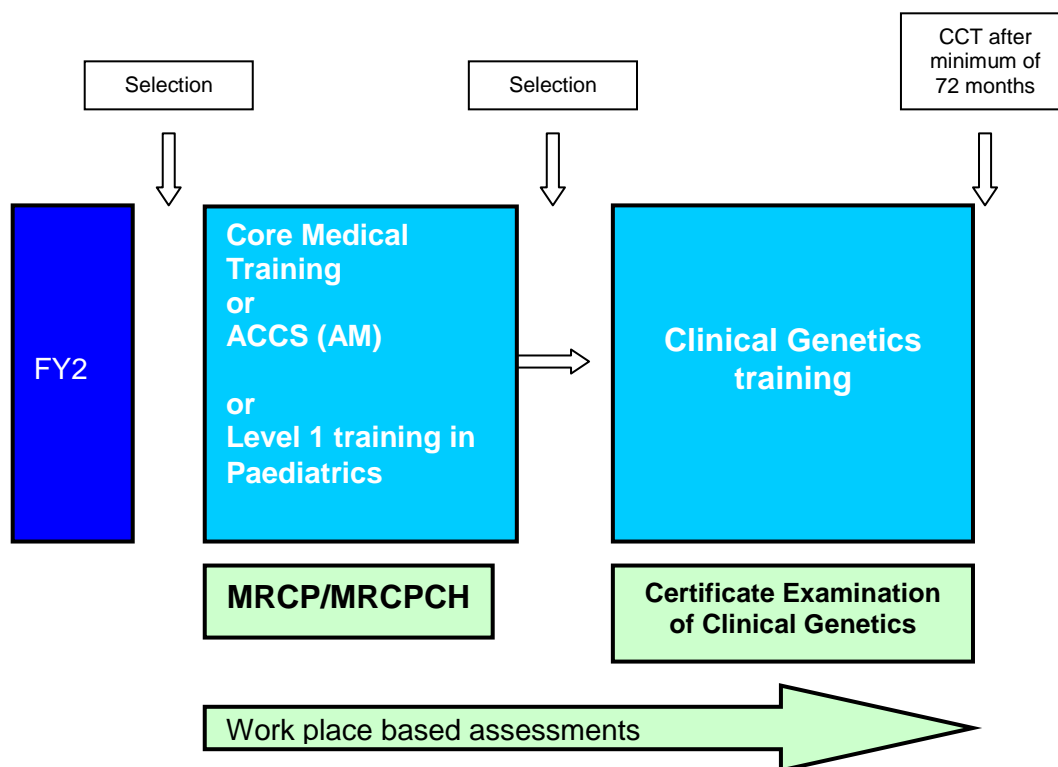 Selection
Selection
CCT after
minimum of
72 months
FY2
Core Medical
Training
or
ACCS (AM)
or
Level 1 training in
Paediatrics
Clinical Genetics
training
MRCP/MRCPCH
Certificate Examination
of Clinical Genetics
Work place based assessments